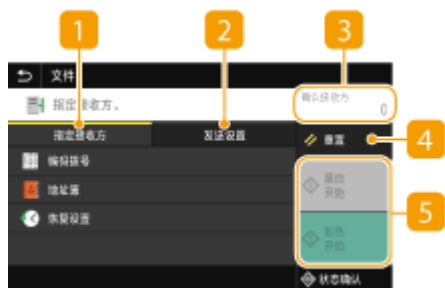 1
2
3
文件
指定接收方。
确认接收方
0
指定接收方
发送设置
重置
4
编码拨号
地址簿
恢复设置
黑白
开始
5
彩色
开始
状态确认